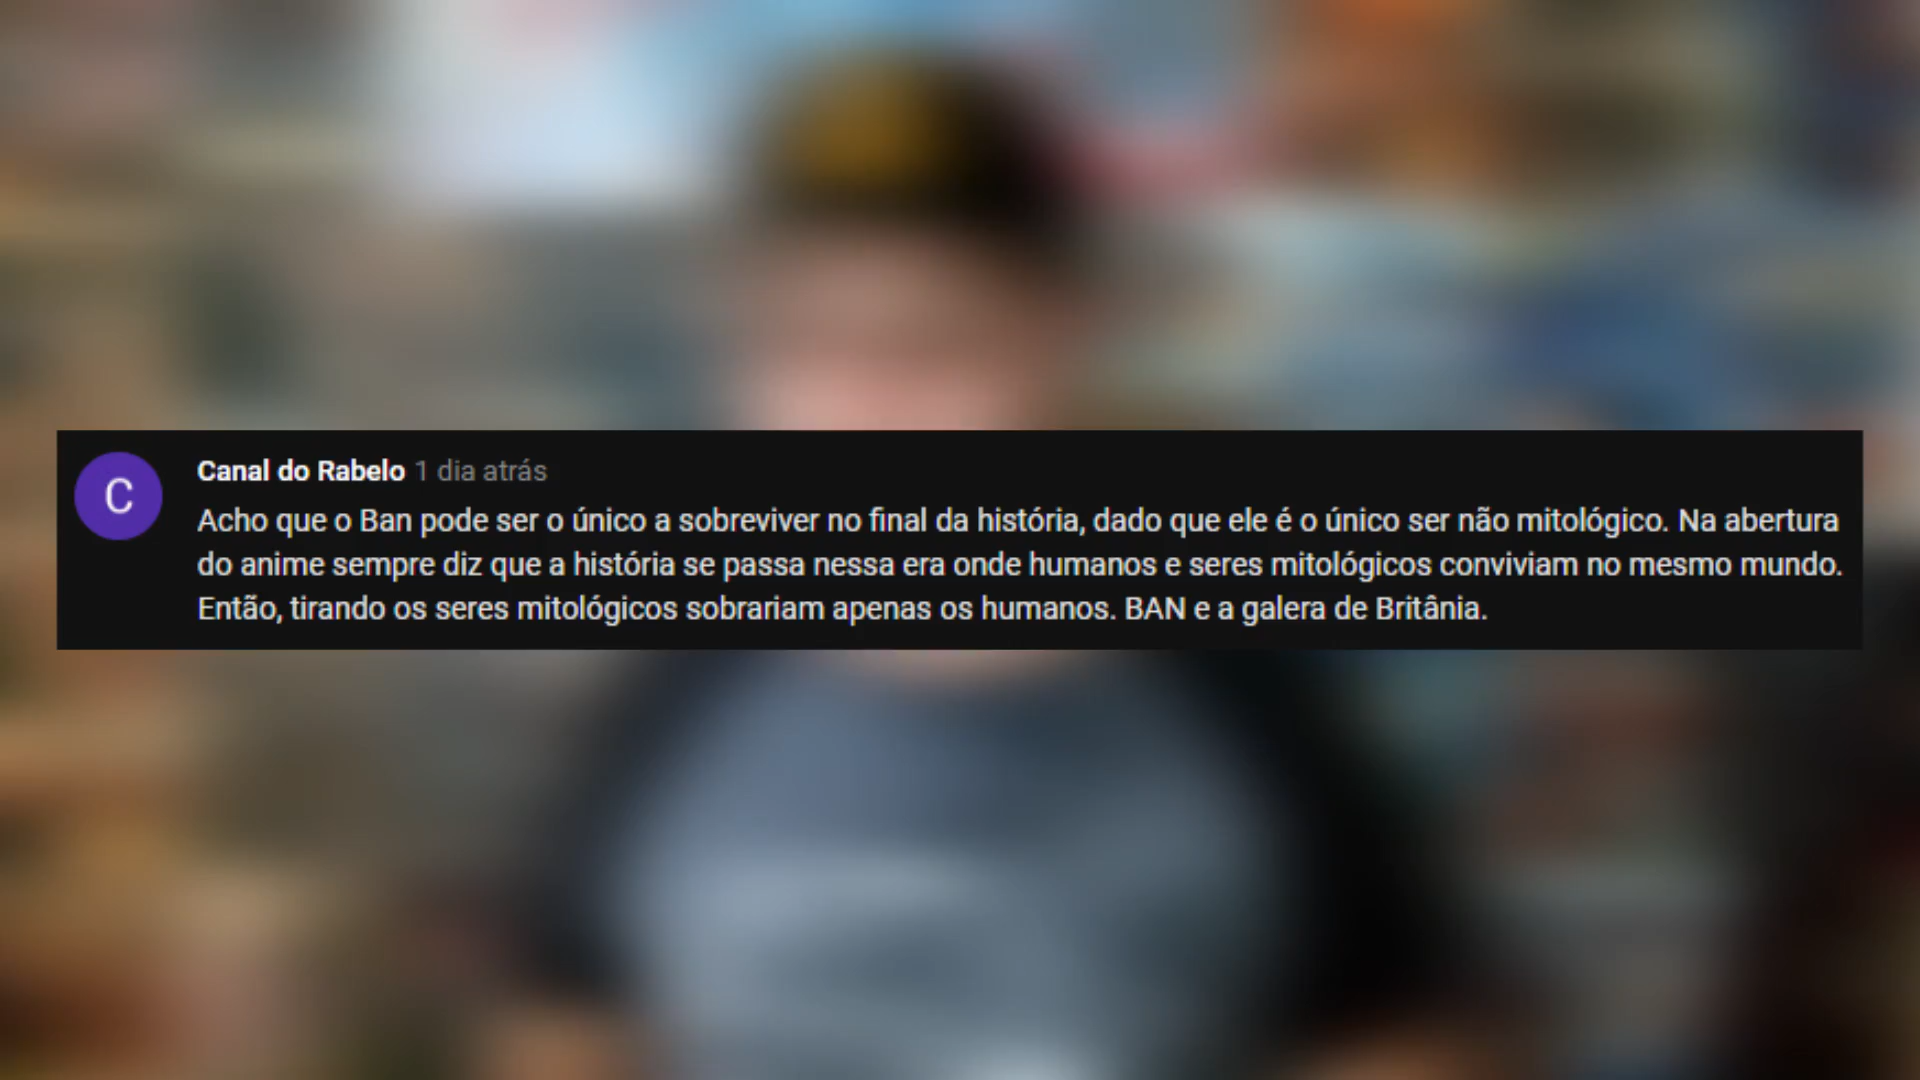 C
Canal do Rabelo 1 dia atrás
Acho que o Ban pode ser o único a sobreviver no final da história, dado que ele é o único ser não mitológico. Na abertura
do anime sempre diz que a história se passa nessa era onde humanos e seres mitológicos conviviam no mesmo mundo.
Então, tirando os seres mitológicos sobrariam apenas os humanos. BAN e a galera de Britânia.